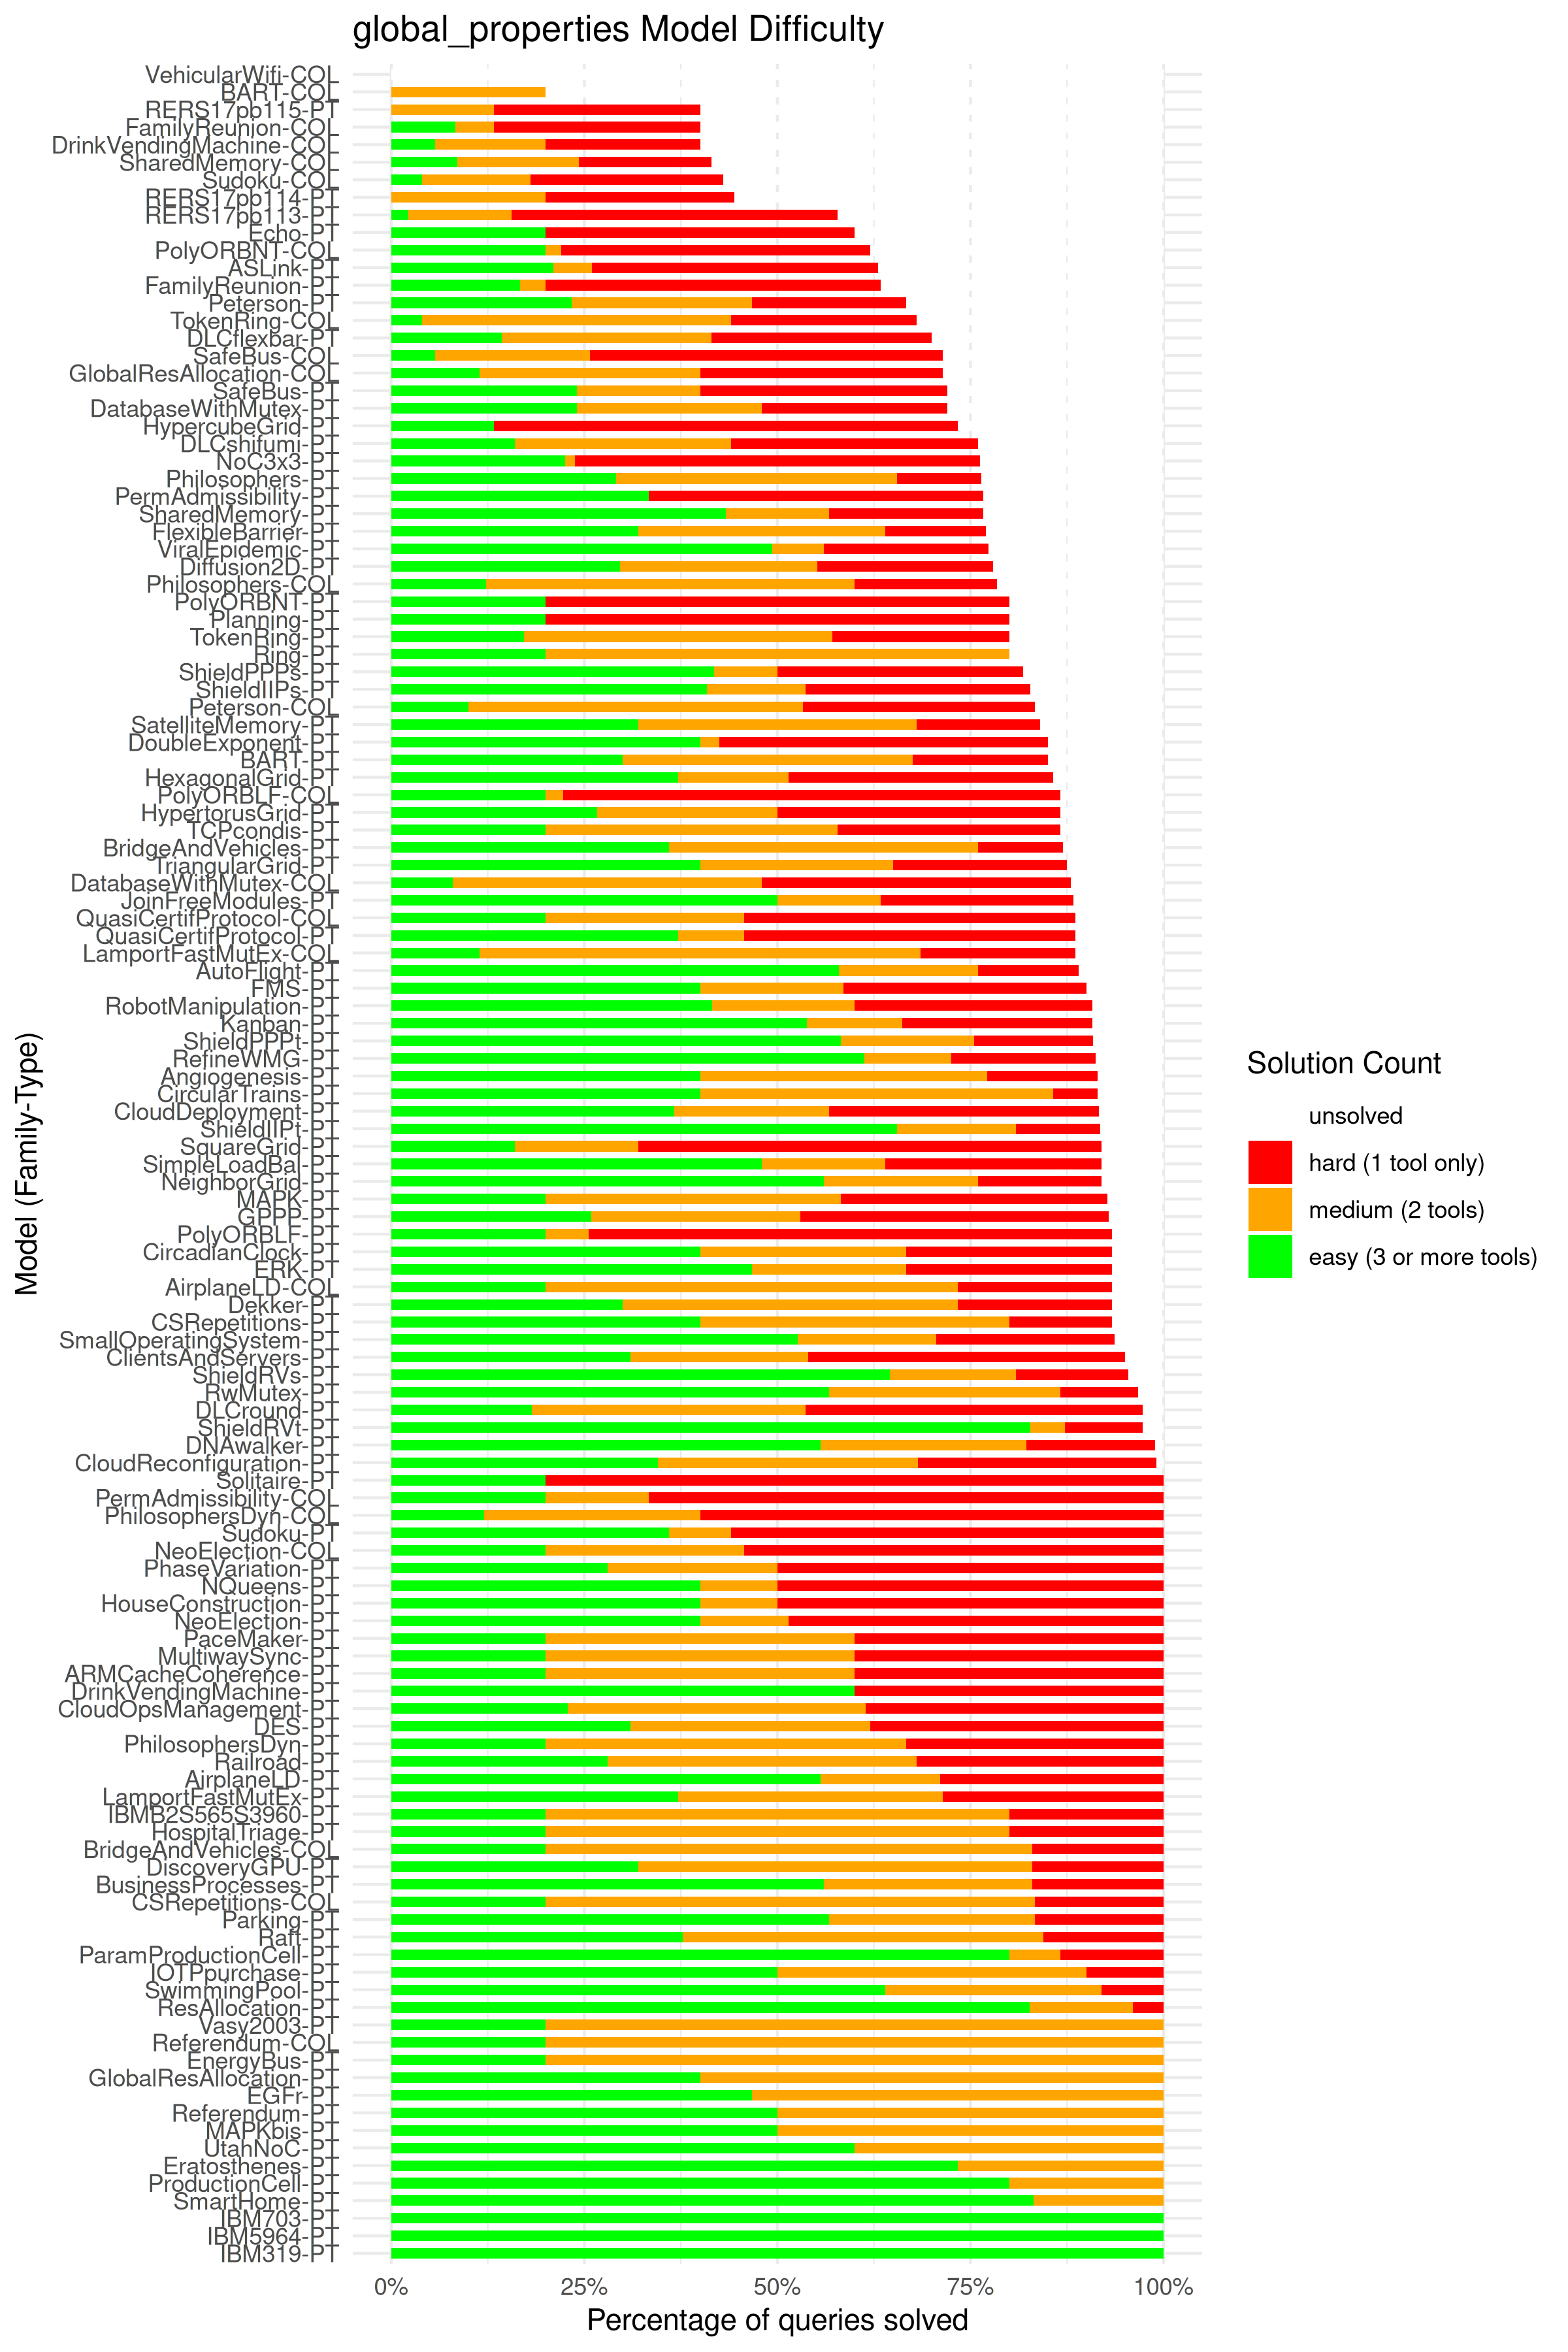 global_properties Model Difficulty
VehicularWifi-COL
BART-COL
RERS17pb115-PT
FamilyReunion-COL
DrinkVendingMachine-COL
SharedMemory-COL
Sudoku-COL
RERS17pb114-PT
RERS17pb113-PT
Echo-PT
PolyORBNT-COL
ASLink-PT
FamilyReunion-PT
Peterson-PT
TokenRing-COL
DLCflexbar-PT
SafeBus-COL
GlobalResAllocation-COL
SafeBus-PT
DatabaseWithMutex-PT
HypercubeGrid-PT
DLCshifumi-PT
NoC3x3-PT
Philosophers-PT
PermAdmissibility-PT
SharedMemory-PT
FlexibleBarrier-PT
ViralEpidemic-PT
Diffusion2D-PT
Philosophers-COL
PolyORBNT-PT
Planning-PT
TokenRing-PT
Ring-PT
ShieldPPPs-PT
ShieldIIPs-PT
Peterson-COL
SatelliteMemory-PT
DoubleExponent-PT
BART-PT
HexagonalGrid-PT
PolyORBLF-COL
HypertorusGrid-PT
TCPcondis-PT
BridgeAndVehicles-PT
TriangularGrid-PT
DatabaseWithMutex-COL
JoinFreeModules-PT
QuasiCertifProtocol-COL
QuasiCertifProtocol-PT
LamportFastMutEx-COL
AutoFlight-PT
FMS-PT
RobotManipulation-PT
Kanban-PT
ShieldPPPt-PT
RefineWMG-PT
Angiogenesis-PT
CircularTrains-PT
CloudDeployment-PT
ShieldIIPt-PT
SquareGrid-PT
SimpleLoadBal-PT
NeighborGrid-PT
MAPK-PT
GPPP-PT
PolyORBLF-PT
CircadianClock-PT
ERK-PT
AirplaneLD-COL
Dekker-PT
CSRepetitions-PT
SmallOperatingSystem-PT
ClientsAndServers-PT
ShieldRVs-PT
RwMutex-PT
DLCround-PT
ShieldRVt-PT
DNAwalker-PT
CloudReconfiguration-PT
Solitaire-PT
PermAdmissibility-COL
PhilosophersDyn-COL
Sudoku-PT
NeoElection-COL
PhaseVariation-PT
NQueens-PT
HouseConstruction-PT
NeoElection-PT
PaceMaker-PT
MultiwaySync-PT
ARMCacheCoherence-PT
DrinkVendingMachine-PT
CloudOpsManagement-PT
DES-PT
PhilosophersDyn-PT
Railroad-PT
AirplaneLD-PT
LamportFastMutEx-PT
IBMB2S565S3960-PT
HospitalTriage-PT
BridgeAndVehicles-COL
DiscoveryGPU-PT
BusinessProcesses-PT
CSRepetitions-COL
Parking-PT
Raft-PT
ParamProductionCell-PT
IOTPpurchase-PT
SwimmingPool-PT
ResAllocation-PT
Vasy2003-PT
Referendum-COL
EnergyBus-PT
GlobalResAllocation-PT
EGFr-PT
Referendum-PT
MAPKbis-PT
UtahNoC-PT
Eratosthenes-PT
ProductionCell-PT
SmartHome-PT
IBM703-PT
IBM5964-PT
IBM319-PT
0% 25% 50% 75% 100%
Percentage of queries solved
Model (Family-Type)
Solution Count
unsolved
hard (1 tool only)
medium (2 tools)
easy (3 or more tools)